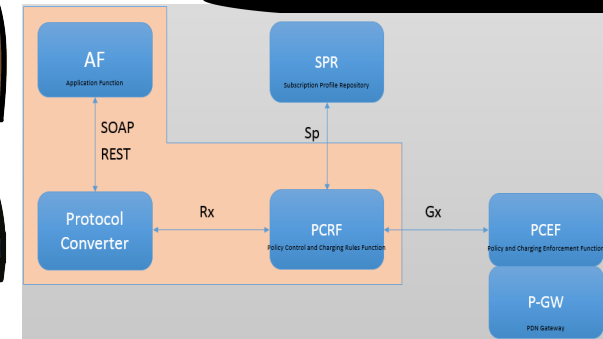 AF
Application Function
SPR
Subscription Profile Repository
SOAP
REST
Sp
Protocol
Converter
Rx
PCRF
Policy Control and Charging Rules Function
Gx
PCEF
Policy and Charging Enforcement Function
P-GW
PDN Gateway